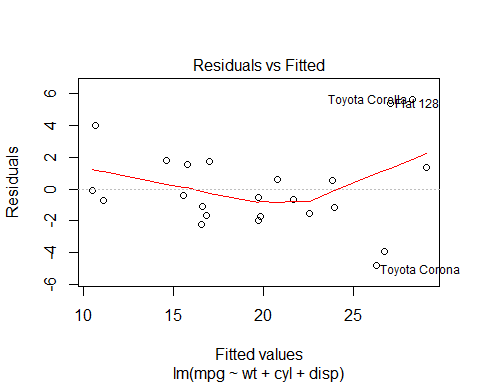 Residuals vs Fitted
Residuals
6
4
2
0
-2
-4
-6
Toyota Corolla
Fiat 128
Toyota Corona
10 15 20 25
Fitted values
lm(mpg ~ wt + cyl + disp)